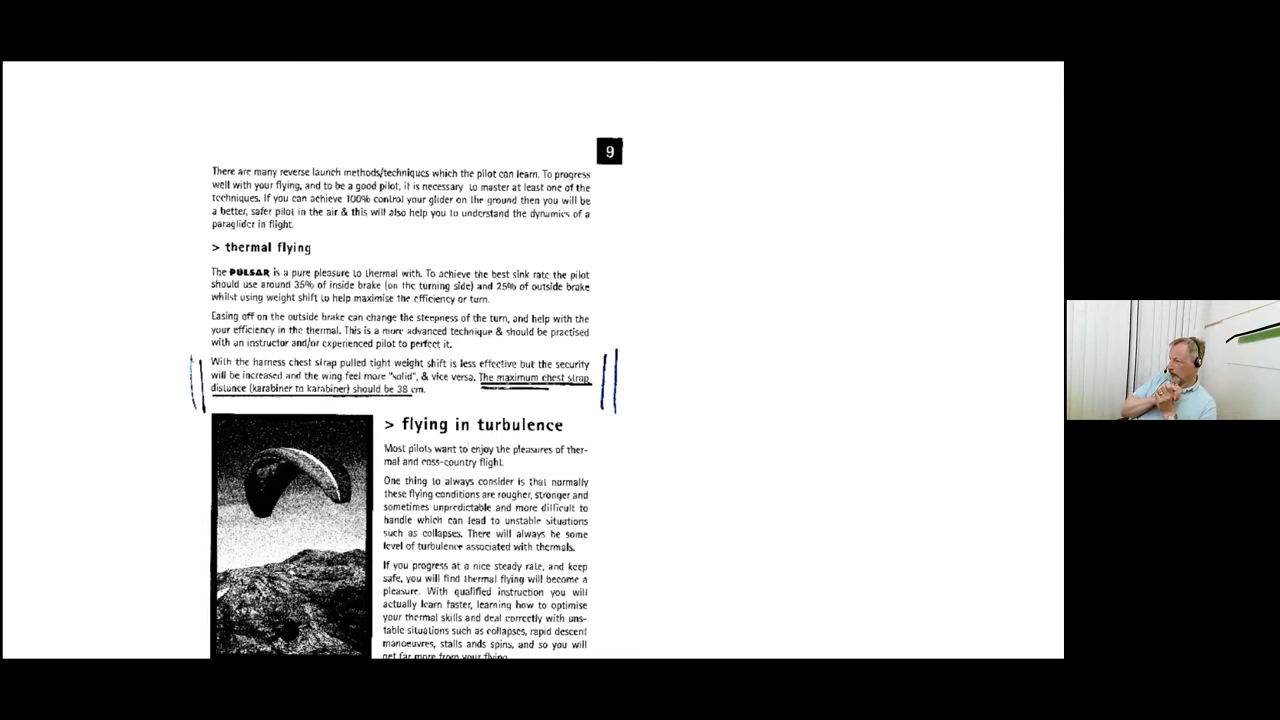 9
There are many reverse launch methods/techniques which the pilot can learn. To progress
well with your flying, and to be a good pilot, it is necessary to master at least one of the
techniques. If you can achieve 100% control your glider on the ground then you will be
a better, safer pilot in the air & this will also help you to understand the dynamics of a
paraglider in flight.
> thermal flying
The PULSAR is a pure pleasure to thermal with. To achieve the best sink rate the pilot
should use around 35% of inside brake (on the turning side) and 25% of outside brake
whilst using weight shift to help maximise the efficiency or turn.
Easing off on the outside brake can change the steepness of the turn, and help with the
your efficiency in the thermal. This is a more advanced technique & should be practised
with an instructor and/or experienced pilot to perfect it.
With the harness chest strap pulled tight weight shift is less effective but the security
will be increased and the wing feel more "solid", & vice versa. The maximum chest strap
distance (karabiner to karabiner) should be 38 cm.
> flying in turbulence
Most pilots want to enjoy the pleasures of ther-
mal and coss-country flight.
One thing to always consider is that normally
these flying conditions are rougher, stronger and
sometimes unpredictable and more difficult to
handle which can lead to unstable situations
such as collapses. There will always be some
level of turbulence associated with thermals.
If you progress at a nice steady rate, and keep
safe, you will find thermal flying will become a
pleasure. With qualified instruction you will
actually learn faster, learning how to optimise
your thermal skills and deal correctly with uns-
table situations such as collapses, rapid descent
manoeuvres, stalls ands spins, and so you will
get far more from your flying.